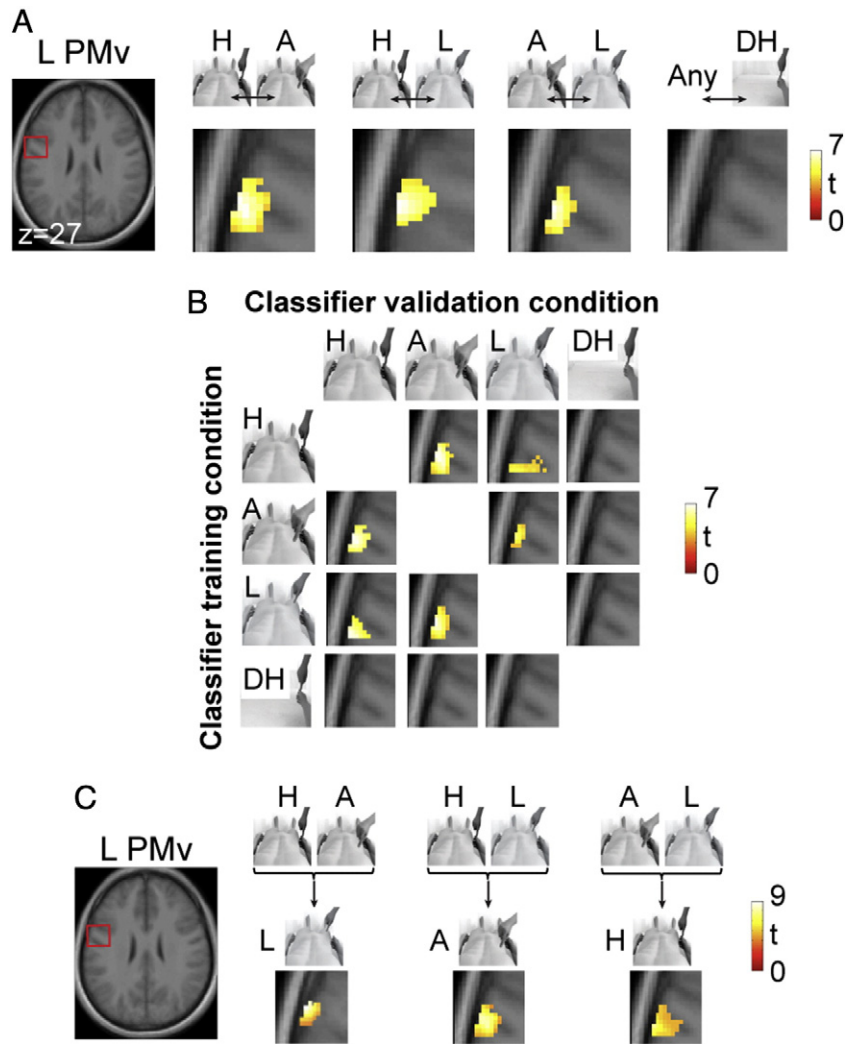 A
L PMv
z=27
H A
H L
A L
Any DH
7
t
0
B
Classifier validation condition
H A L DH
Classifier training condition
H
A
L
DH
7
t
0
C
L PMv
H A
H L
A L
L
A
H
9
t
0